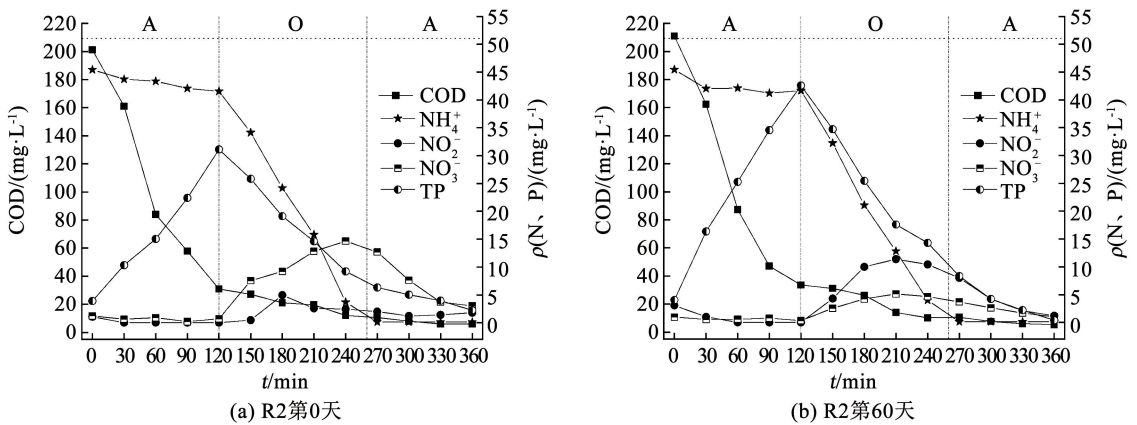 A O A
COD/(mg·L⁻¹)
220
200
180
160
140
120
100
80
60
40
20
0
55
50
45
40
35
30
25
20
15
10
5
0
ρ(N、P)/(mg·L⁻¹)
COD
NH₄⁺
NO₂⁻
NO₃⁻
TP
0 30 60 90 120 150 180 210 240 270 300 330 360
t/min
(a) R2第0天
A O A
COD/(mg·L⁻¹)
220
200
180
160
140
120
100
80
60
40
20
0
55
50
45
40
35
30
25
20
15
10
5
0
ρ(N、P)/(mg·L⁻¹)
COD
NH₄⁺
NO₂⁻
NO₃⁻
TP
0 30 60 90 120 150 180 210 240 270 300 330 360
t/min
(b) R2第60天